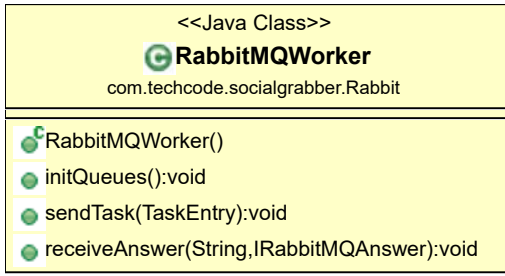 <<Java Class>>
RabbitMQWorker
com.techcode.socialgrabber.Rabbit
RabbitMQWorker()
initQueues():void
sendTask(TaskEntry):void
receiveAnswer(String,IRabbitMQAnswer):void